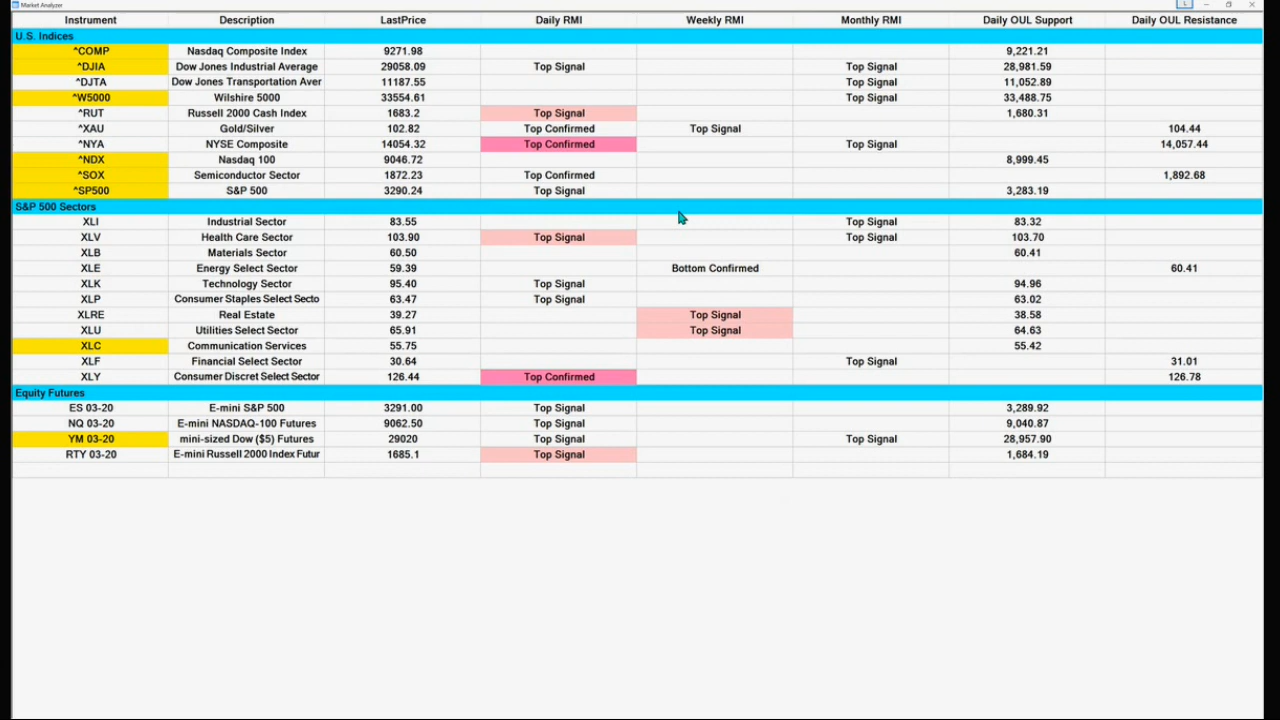 Market Analyzer
L
Instrument Description LastPrice Daily RMI Weekly RMI Monthly RMI Daily OUL Support Daily OUL Resistance
U.S. Indices
^COMP Nasdaq Composite Index 9271.98 9,221.21
^DJIA Dow Jones Industrial Average 29058.09 Top Signal Top Signal 28,981.59
^DJTA Dow Jones Transportation Aver 11187.55 Top Signal 11,052.89
^W5000 Wilshire 5000 33554.61 Top Signal 33,488.75
^RUT Russell 2000 Cash Index 1683.2 Top Signal 1,680.31
^XAU Gold/Silver 102.82 Top Confirmed Top Signal 104.44
^NYA NYSE Composite 14054.32 Top Confirmed Top Signal 14,057.44
^NDX Nasdaq 100 9046.72 8,999.45
^SOX Semiconductor Sector 1872.23 Top Confirmed 1,892.68
^SP500 S&P 500 3290.24 Top Signal 3,283.19
S&P 500 Sectors
XLI Industrial Sector 83.55 Top Signal 83.32
XLV Health Care Sector 103.90 Top Signal Top Signal 103.70
XLB Materials Sector 60.50 60.41
XLE Energy Select Sector 59.39 Bottom Confirmed 60.41
XLK Technology Sector 95.40 Top Signal 94.96
XLP Consumer Staples Select Secto 63.47 Top Signal 63.02
XLRE Real Estate 39.27 Top Signal 38.58
XLU Utilities Select Sector 65.91 Top Signal 64.63
XLC Communication Services 55.75 55.42
XLF Financial Select Sector 30.64 Top Signal 31.01
XLY Consumer Discret Select Sector 126.44 Top Confirmed 126.78
Equity Futures
ES 03-20 E-mini S&P 500 3291.00 Top Signal 3,289.92
NQ 03-20 E-mini NASDAQ-100 Futures 9062.50 Top Signal 9,040.87
YM 03-20 mini-sized Dow ($5) Futures 29020 Top Signal Top Signal 28,957.90
RTY 03-20 E-mini Russell 2000 Index Futur 1685.1 Top Signal 1,684.19